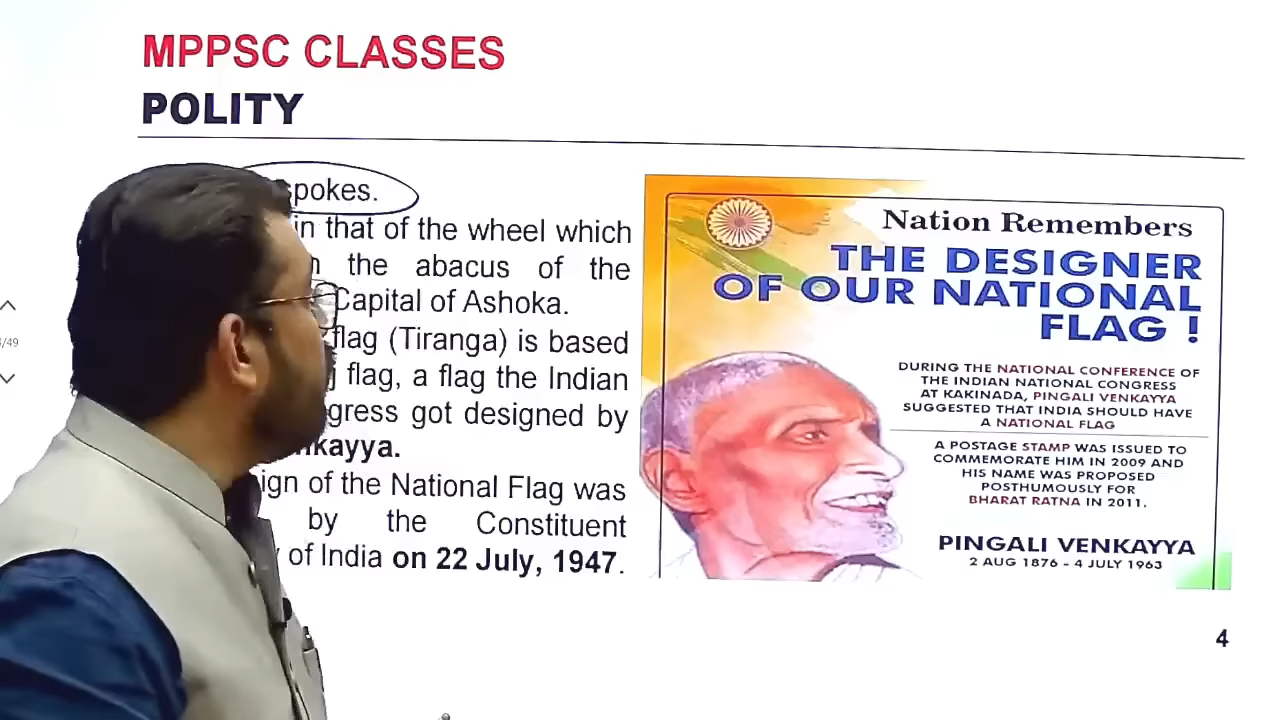 MPPSC CLASSES
POLITY
spokes.
in that of the wheel which
the abacus of the
Capital of Ashoka.
flag (Tiranga) is based
flag, a flag the Indian
got designed by
of the National Flag was
by the Constituent
of India on 22 July, 1947.
/49
Nation Remembers
THE DESIGNER
OF OUR NATIONAL
FLAG !
DURING THE NATIONAL CONFERENCE OF
THE INDIAN NATIONAL CONGRESS
AT KAKINADA, PINGALI VENKAYYA
SUGGESTED THAT INDIA SHOULD HAVE
A NATIONAL FLAG
A POSTAGE STAMP WAS ISSUED TO
COMMEMORATE HIM IN 2009 AND
HIS NAME WAS PROPOSED
POSTHUMOUSLY FOR
BHARAT RATNA IN 2011.
PINGALI VENKAYYA
2 AUG 1876 - 4 JULY 1963
4